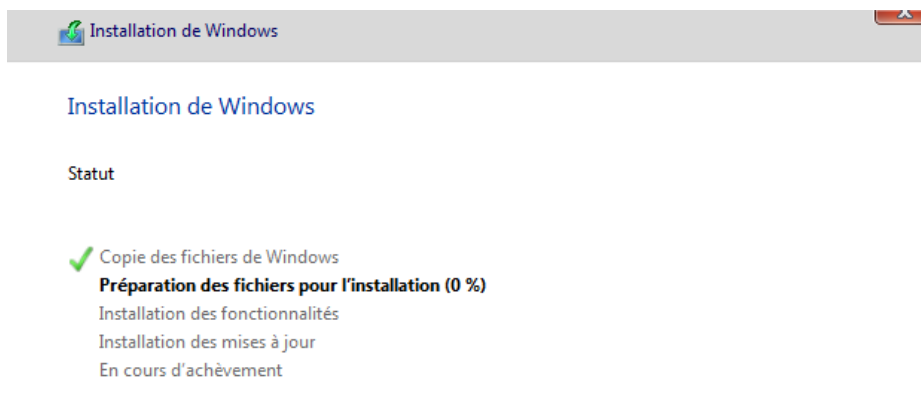 Installation de Windows
Installation de Windows
Statut
Copie des fichiers de Windows
Préparation des fichiers pour l'installation (0 %)
Installation des fonctionnalités
Installation des mises à jour
En cours d'achèvement